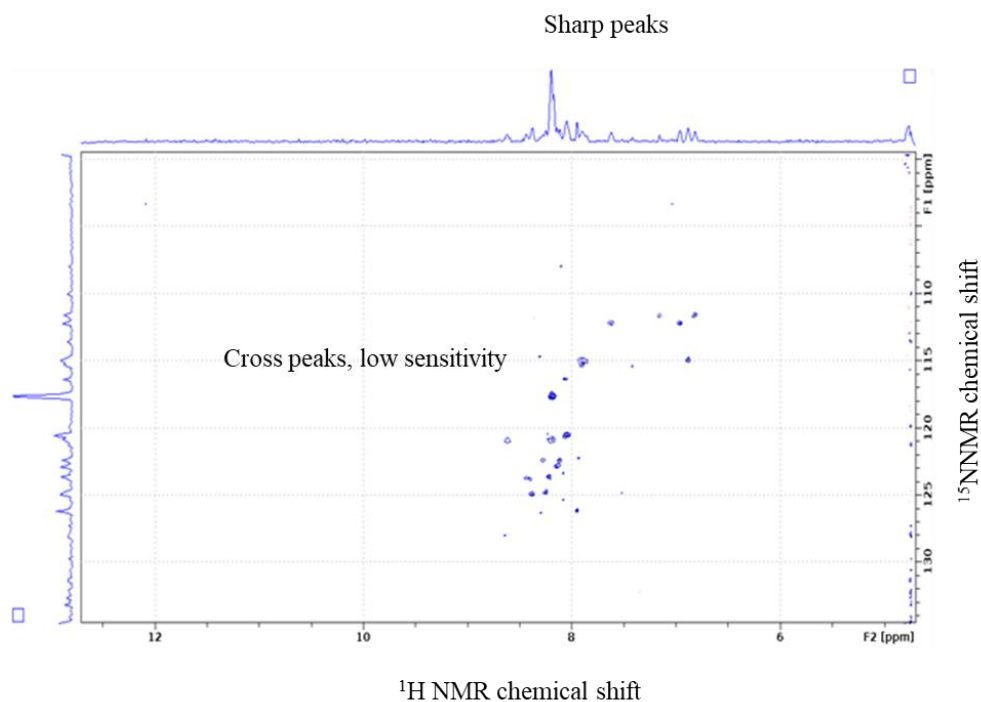 Sharp peaks
F1 [ppm]
110
Cross peaks, low sensitivity
115
120
125
130
15NNMR chemical shift
12
10
8
6
F2 [ppm]
1H NMR chemical shift